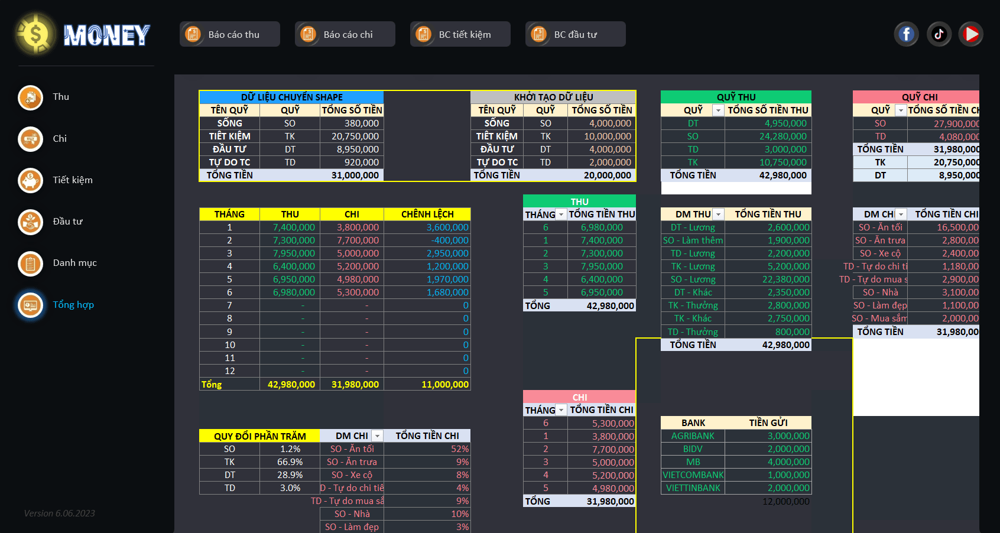 MONEY
Báo cáo thu
Báo cáo chi
BC tiết kiệm
BC đầu tư
Thu
Chi
Tiết kiệm
Đầu tư
Danh mục
Tổng hợp
Version 6.06.2023
DỮ LIỆU CHUYỂN SHAPE
TÊN QUỸ QUỸ TỔNG SỐ TIỀN
SỐNG SO 380,000
TIẾT KIỆM TK 20,750,000
ĐẦU TƯ DT 8,950,000
TỰ DO TC TD 920,000
TỔNG TIỀN 31,000,000
KHỞI TẠO DỮ LIỆU
TÊN QUỸ QUỸ TỔNG SỐ TIỀN
SỐNG SO 4,000,000
TIẾT KIỆM TK 10,000,000
ĐẦU TƯ DT 4,000,000
TỰ DO TC TD 2,000,000
TỔNG TIỀN 20,000,000
QUỸ THU
QUỸ TỔNG SỐ TIỀN THU
DT 4,950,000
SO 24,280,000
TD 3,000,000
TK 10,750,000
TỔNG TIỀN 42,980,000
QUỸ CHI
QUỸ TỔNG SỐ TIỀN CH
SO 27,900,000
TD 4,080,000
TỔNG TIỀN 31,980,000
TK 20,750,000
DT 8,950,000
THÁNG THU CHI CHÊNH LỆCH
1 7,400,000 3,800,000 3,600,000
2 7,300,000 7,700,000 -400,000
3 7,950,000 5,000,000 2,950,000
4 6,400,000 5,200,000 1,200,000
5 6,950,000 4,980,000 1,970,000
6 6,980,000 5,300,000 1,680,000
7 - - 0
8 - - 0
9 - - 0
10 - - 0
11 - - 0
12 - - 0
Tổng 42,980,000 31,980,000 11,000,000
THU
THÁNG TỔNG TIỀN THU
6 6,980,000
1 7,400,000
2 7,300,000
3 7,950,000
4 6,400,000
5 6,950,000
TỔNG 42,980,000
DM THU TỔNG TIỀN THU
DT - Lương 2,600,000
SO - Làm thêm 1,900,000
TD - Lương 2,200,000
TK - Lương 5,200,000
SO - Lương 22,380,000
DT - Khác 2,350,000
TK - Thưởng 2,800,000
TK - Khác 2,750,000
TD - Thưởng 800,000
TỔNG TIỀN 42,980,000
DM CHI TỔNG TIỀN CHI
SO - Ăn tối 16,500,00
SO - Ăn trưa 2,800,00
SO - Xe cộ 2,400,00
TD - Tự do chi ti 1,180,00
TD - Tự do mua s 2,900,00
SO - Nhà 3,100,00
SO - Làm đẹp 1,100,00
SO - Mua sắm 2,000,00
TỔNG TIỀN 31,980,00
QUY ĐỔI PHẦN TRĂM
SO 1.2%
TK 66.9%
DT 28.9%
TD 3.0%
DM CHI TỔNG TIỀN CHI
SO - Ăn tối 52%
SO - Ăn trưa 9%
SO - Xe cộ 8%
D - Tự do chi tiê 4%
TD - Tự do mua sắ 9%
SO - Nhà 10%
SO - Làm đẹp 3%
CHI
THÁNG TỔNG TIỀN CHI
6 5,300,000
1 3,800,000
2 7,700,000
3 5,000,000
4 5,200,000
5 4,980,000
TỔNG 31,980,000
BANK TIỀN GỬI
AGRIBANK 3,000,000
BIDV 2,000,000
MB 4,000,000
VIETCOMBANK 1,000,000
VIETTINBANK 2,000,000
12,000,000